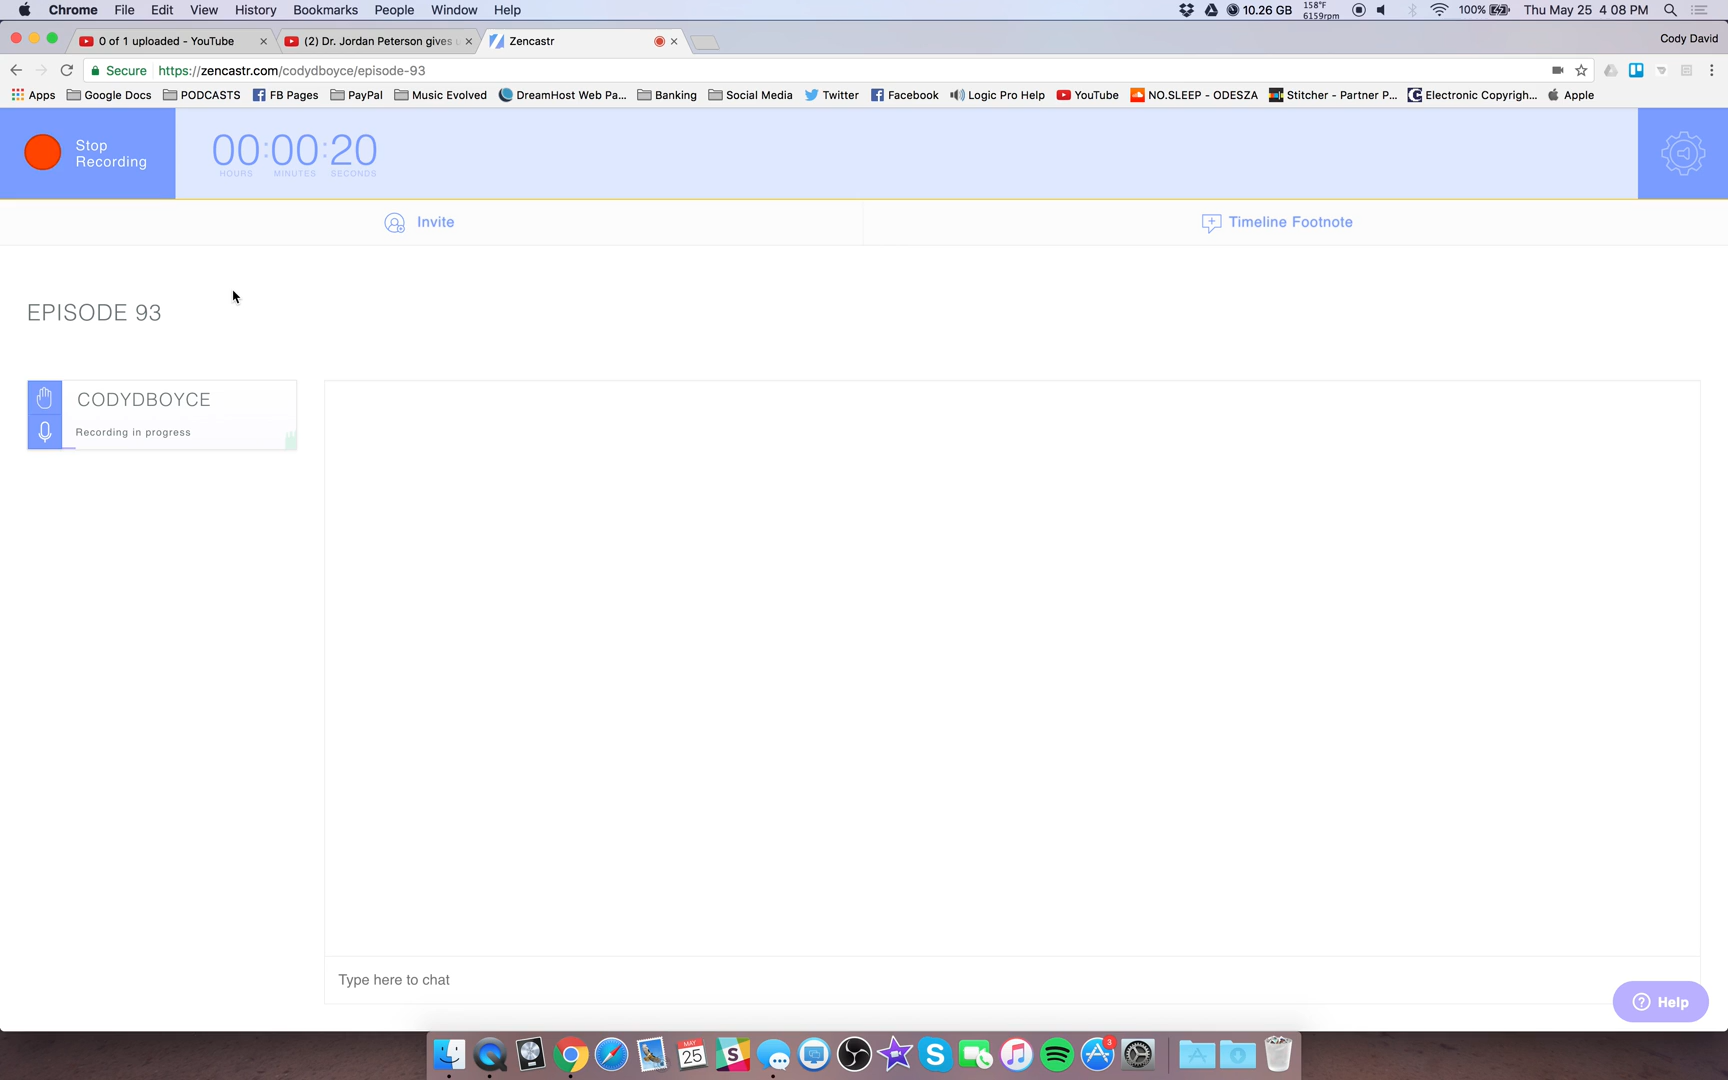 Chrome File Edit View History Bookmarks People Window Help 10.26 GB 158°F 6159rpm 100% Thu May 25 4:08 PM
0 of 1 uploaded - YouTube (2) Dr. Jordan Peterson gives Zencastr Cody David
Secure https://zencastr.com/codydboyce/episode-93
Apps Google Docs PODCASTS FB Pages PayPal Music Evolved DreamHost Web Pa... Banking Social Media Twitter Facebook Logic Pro Help YouTube NO.SLEEP - ODESZA Stitcher - Partner P... Electronic Copyrigh... Apple
Stop
Recording
00:00:20
HOURS MINUTES SECONDS
Invite Timeline Footnote
EPISODE 93
CODYDBOYCE
Recording in progress
Type here to chat
Help
MAY
25
S
S
3